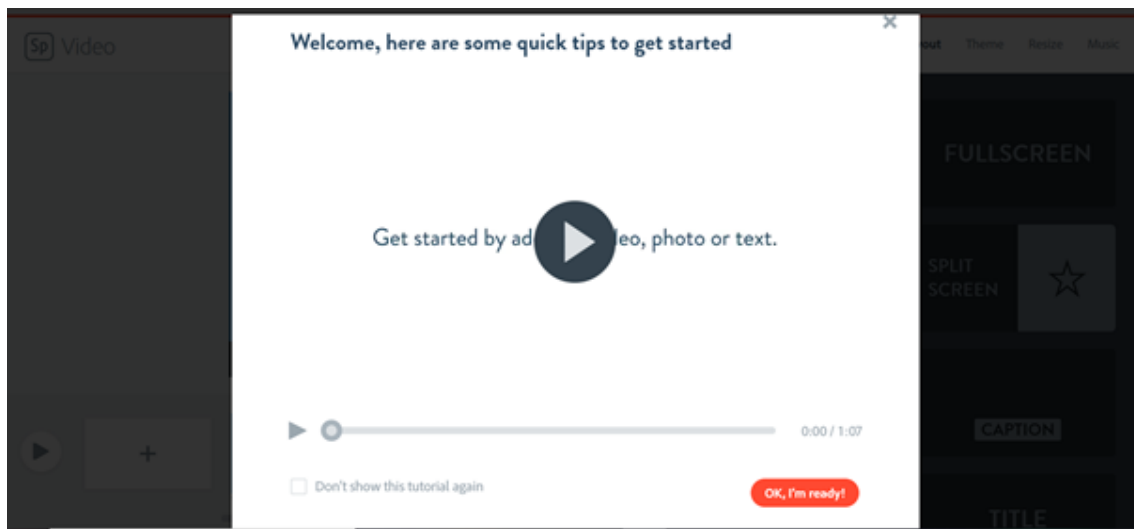 Sp Video
Welcome, here are some quick tips to get started
out Theme Resize Music
FULLSCREEN
Get started by ad eo, photo or text.
SPLIT
SCREEN
0:00 / 1:07
CAPTION
Don't show this tutorial again
OK, I'm ready!
TITLE